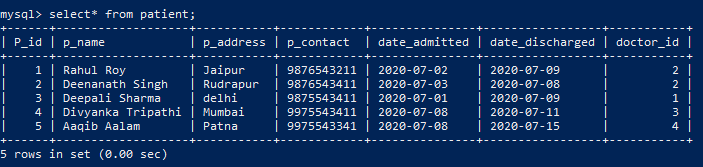 mysql> select* from patient;
+------+--------------------+-----------+------------+---------------+-----------------+-----------+
| P_id | p_name | p_address | p_contact | date_admitted | date_discharged | doctor_id |
+------+--------------------+-----------+------------+---------------+-----------------+-----------+
| 1 | Rahul Roy | Jaipur | 9876543211 | 2020-07-02 | 2020-07-09 | 2 |
| 2 | Deenanath Singh | Rudrapur | 9876543411 | 2020-07-03 | 2020-07-08 | 2 |
| 3 | Deepali Sharma | delhi | 9875543411 | 2020-07-01 | 2020-07-09 | 1 |
| 4 | Divyanka Tripathi | Mumbai | 9975543411 | 2020-07-08 | 2020-07-11 | 3 |
| 5 | Aaqib Aalam | Patna | 9975543341 | 2020-07-08 | 2020-07-15 | 4 |
+------+--------------------+-----------+------------+---------------+-----------------+-----------+
5 rows in set (0.00 sec)